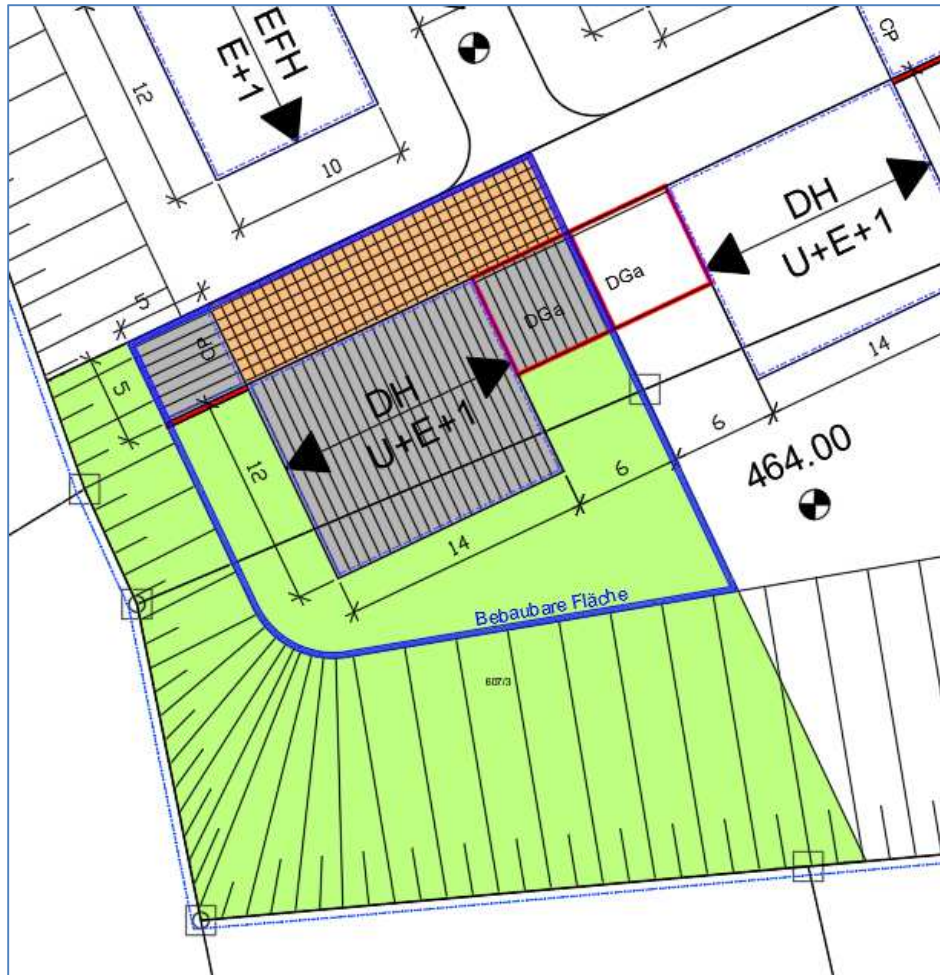 EFH
E+1
12
10
CP
DH
U+E+1
14
DGa
DGa
5
CP
5
DH
U+E+1
12
14
6
6
464.00
Bebaubare Fläche
607/3